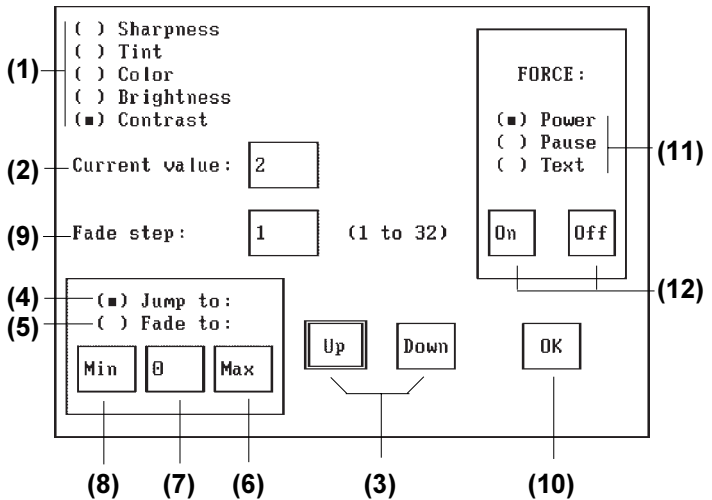 ( ) Sharpness
( ) Tint
(1)
( ) Color
( ) Brightness
(■) Contrast
(2)
Current value:
2
(9)
Fade step:
1
(1 to 32)
FORCE:
(■) Power
( ) Pause
( ) Text
(11)
On
Off
(12)
(4)
(■) Jump to:
(5)
( ) Fade to:
Min
0
Max
Up
Down
OK
(8)
(7)
(6)
(3)
(10)